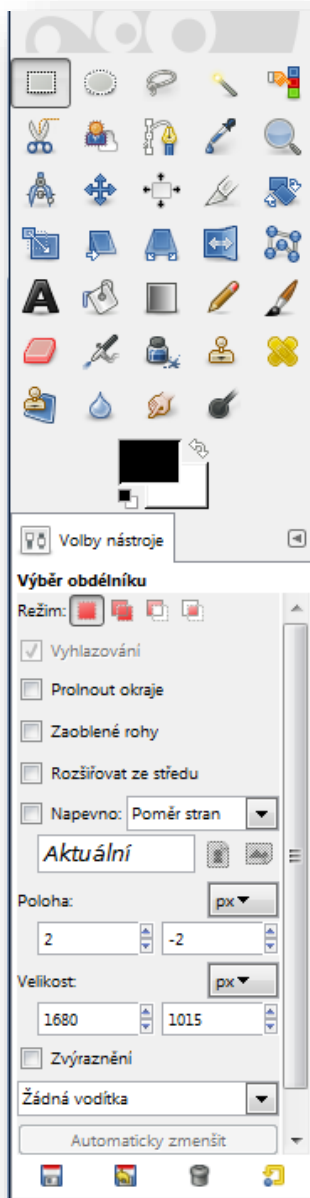 Volby nástroje
Výběr obdélníku
Režim:
Vyhlazování
Prolnout okraje
Zaoblené rohy
Rozšiřovat ze středu
Napevno: Poměr stran
Aktuální
Poloha: px
2 -2
Velikost: px
1680 1015
Zvýraznění
Žádná vodítka
Automaticky zmenšit